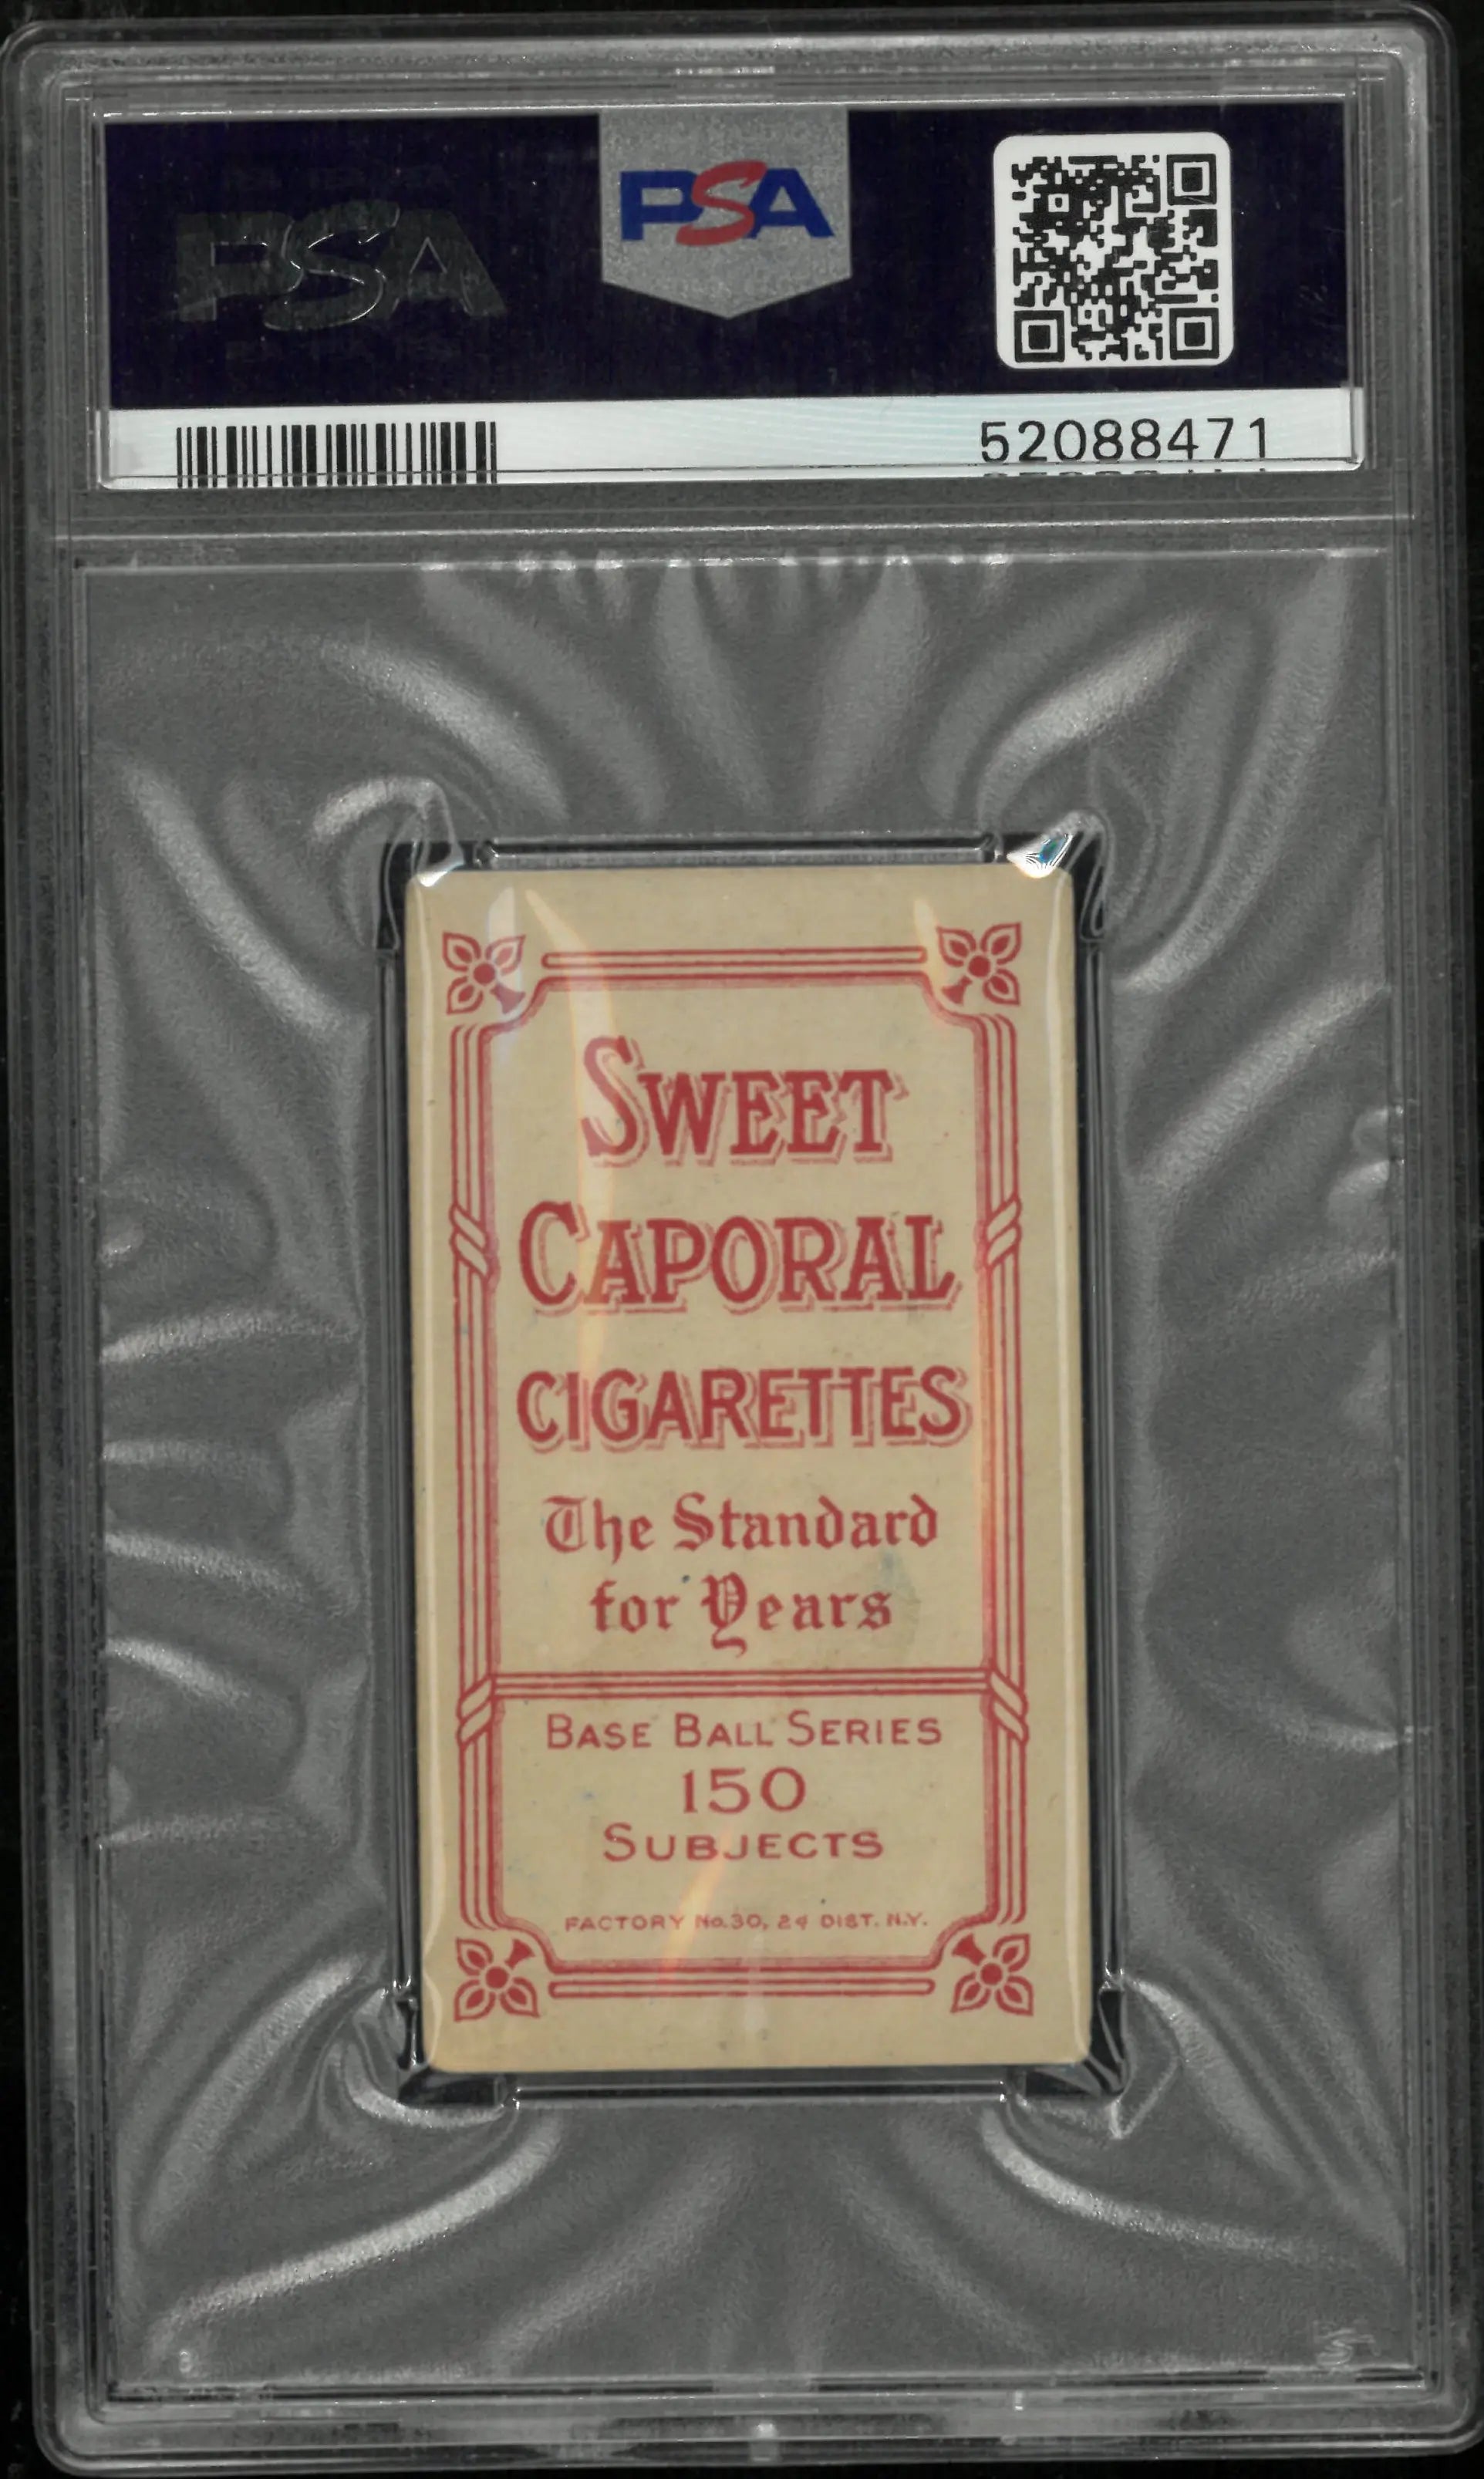 PSA
PSA
52088471
SWEET
CAPORAL
CIGARETTES
The Standard
for Years
BASE BALL SERIES
150
SUBJECTS
FACTORY No. 30, 2d DIST. N.Y.